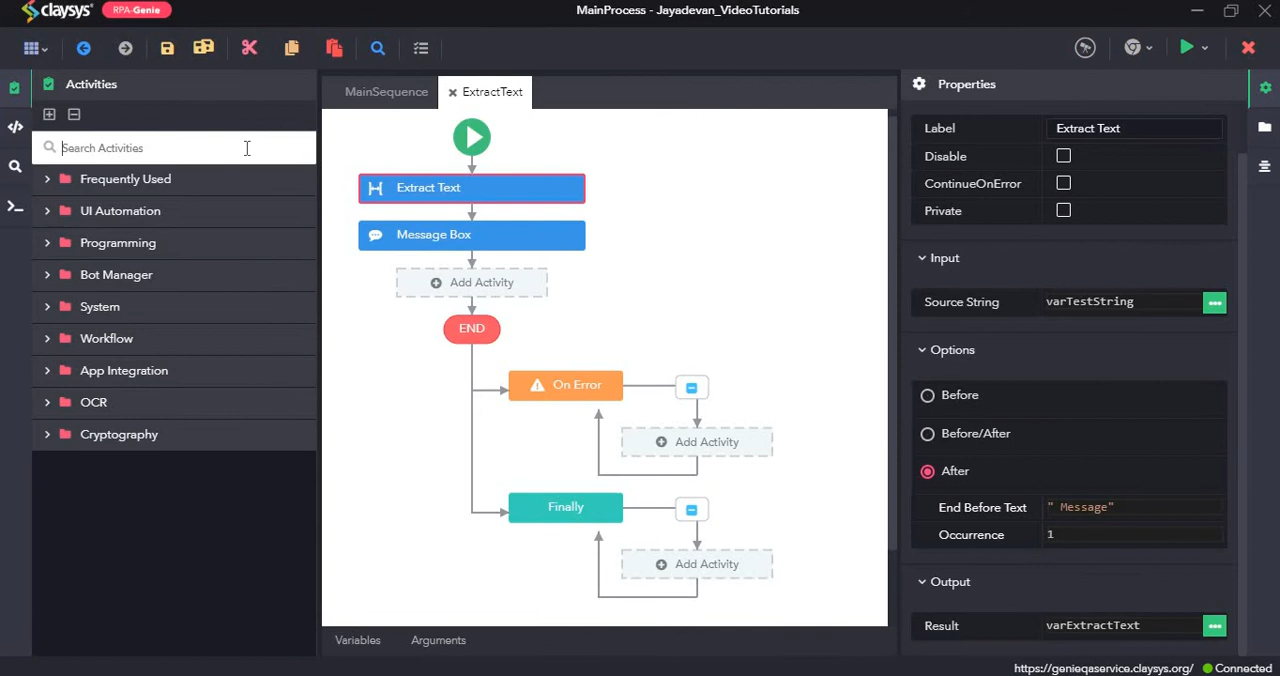 claysys RPA-Genie
MainProcess - Jayadevan_VideoTutorials
Activities
Search Activities
Frequently Used
UI Automation
Programming
Bot Manager
System
Workflow
App Integration
OCR
Cryptography
MainSequence
ExtractText
Extract Text
Message Box
Add Activity
END
On Error
Add Activity
Finally
Add Activity
Variables Arguments
Properties
Label Extract Text
Disable
ContinueOnError
Private
Input
Source String varTestString
Options
Before
Before/After
After
End Before Text " Message"
Occurrence 1
Output
Result varExtractText
https://genieqaservice.claysys.org/ Connected